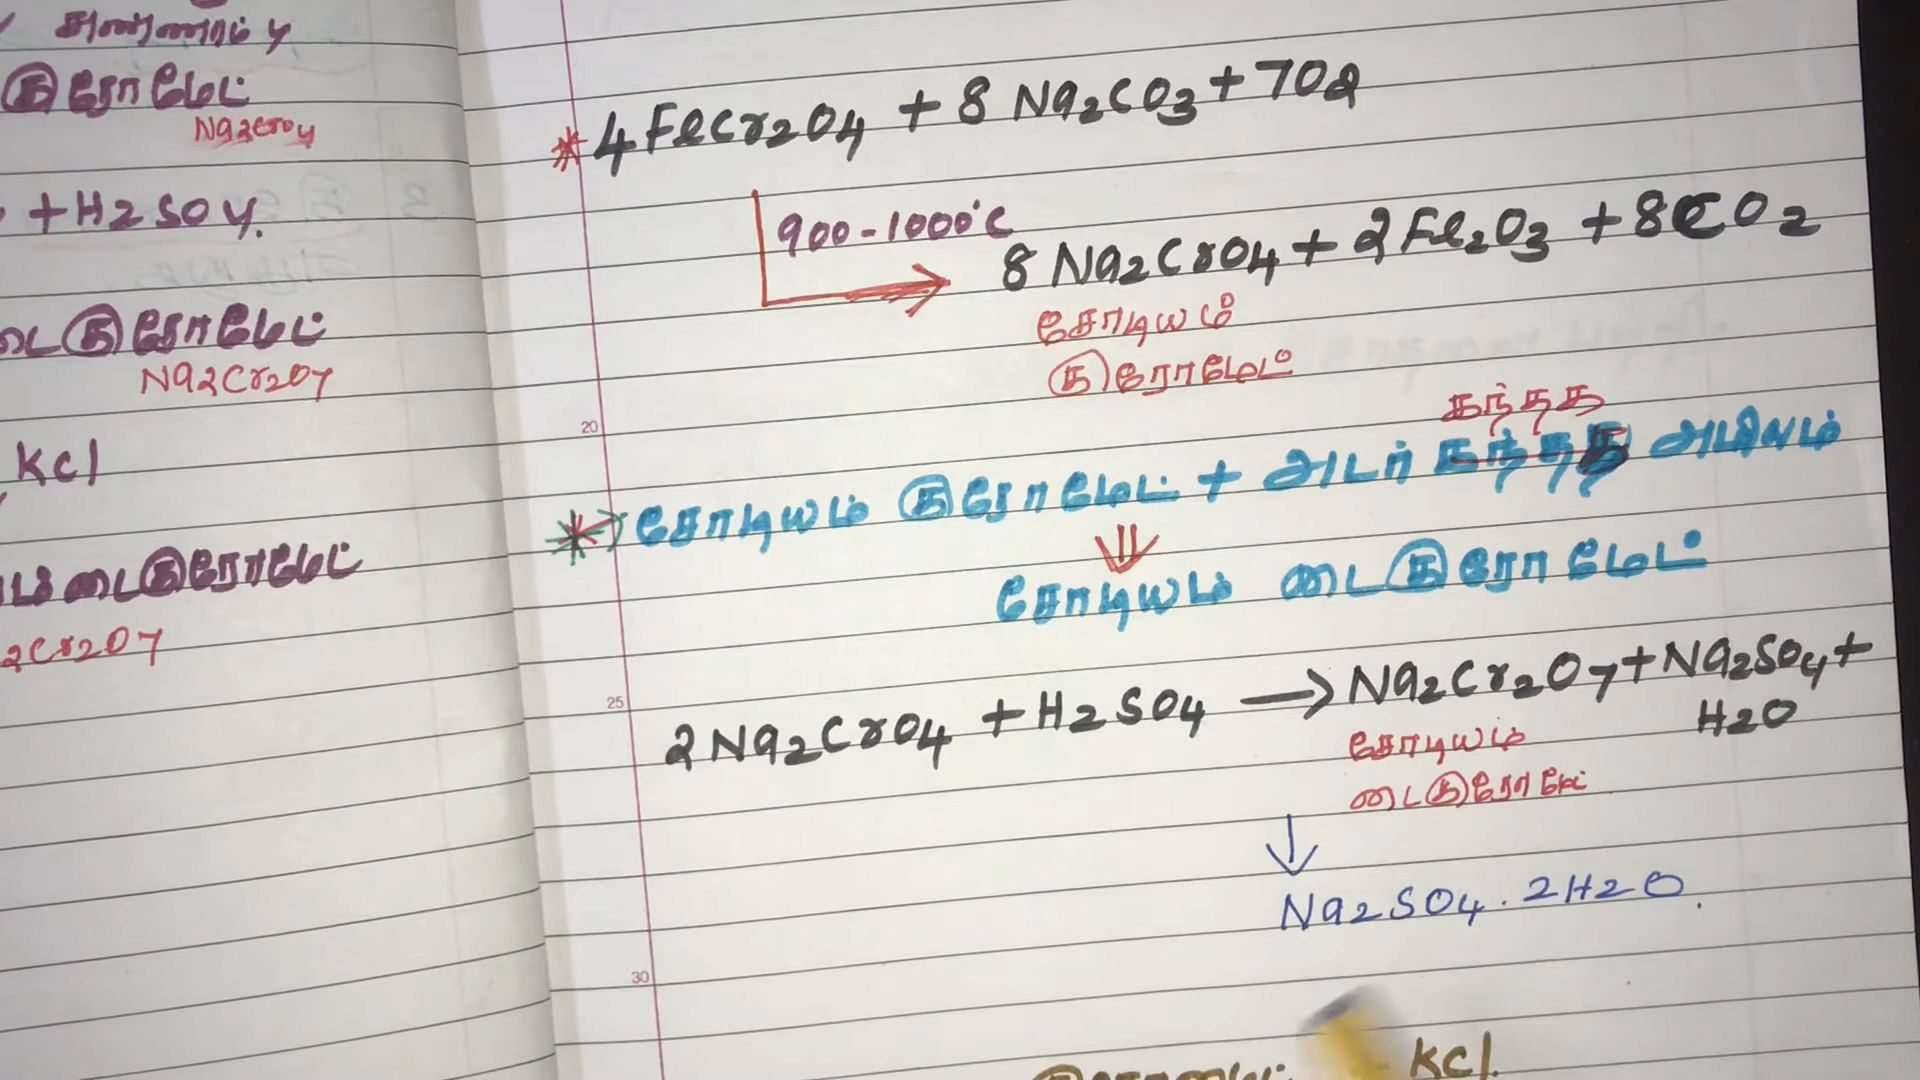 குரோமேட்
Na2CrO4
+ H2SO4.
டைகுரோமேட்
Na2Cr2O7
KCl
டைகுரோமேட்
2Cr2O7
* 4FeCr2O4 + 8 Na2CO3 + 7O2
900-1000°C
8 Na2CrO4 + 2Fe2O3 + 8CO2
சோடியம்
குரோமேட்
20
கந்தக
* சோடியம் குரோமேட் + அடர் அமிலம்
⇓
சோடியம் டைகுரோமேட்
25
2Na2CrO4 + H2SO4 → Na2Cr2O7 + Na2SO4 +
H2O
சோடியம்
டைகுரோமேட்
↓
Na2SO4 . 2H2O.
30
KCl.